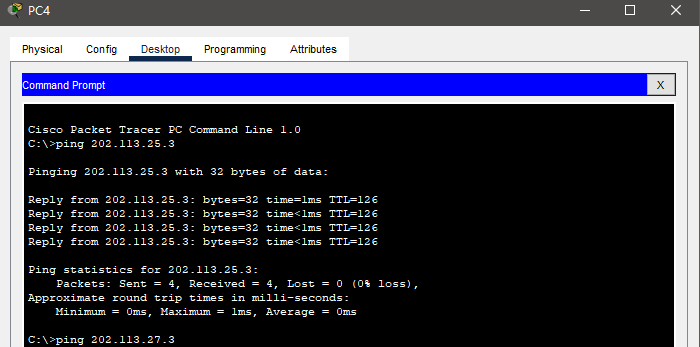 PC4
Physical Config Desktop Programming Attributes
Command Prompt X
Cisco Packet Tracer PC Command Line 1.0
C:\>ping 202.113.25.3
Pinging 202.113.25.3 with 32 bytes of data:
Reply from 202.113.25.3: bytes=32 time=1ms TTL=126
Reply from 202.113.25.3: bytes=32 time<1ms TTL=126
Reply from 202.113.25.3: bytes=32 time<1ms TTL=126
Reply from 202.113.25.3: bytes=32 time<1ms TTL=126
Ping statistics for 202.113.25.3:
Packets: Sent = 4, Received = 4, Lost = 0 (0% loss),
Approximate round trip times in milli-seconds:
Minimum = 0ms, Maximum = 1ms, Average = 0ms
C:\>ping 202.113.27.3